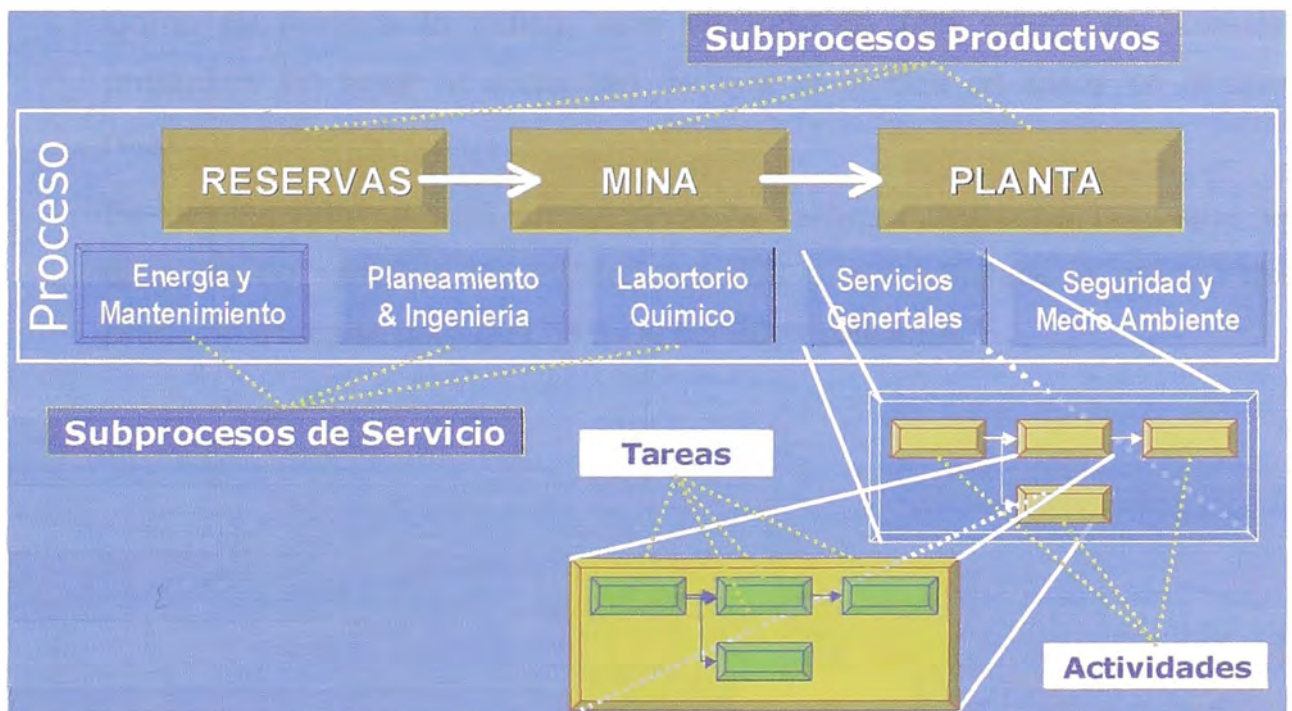 Subprocesos Productivos
Proceso
RESERVAS
MINA
PLANTA
Energía y
Mantenimiento
Planeamiento
& Ingeniería
Labortorio
Químico
Servicios
Genertales
Seguridad y
Medio Ambiente
Subprocesos de Servicio
Tareas
Actividades